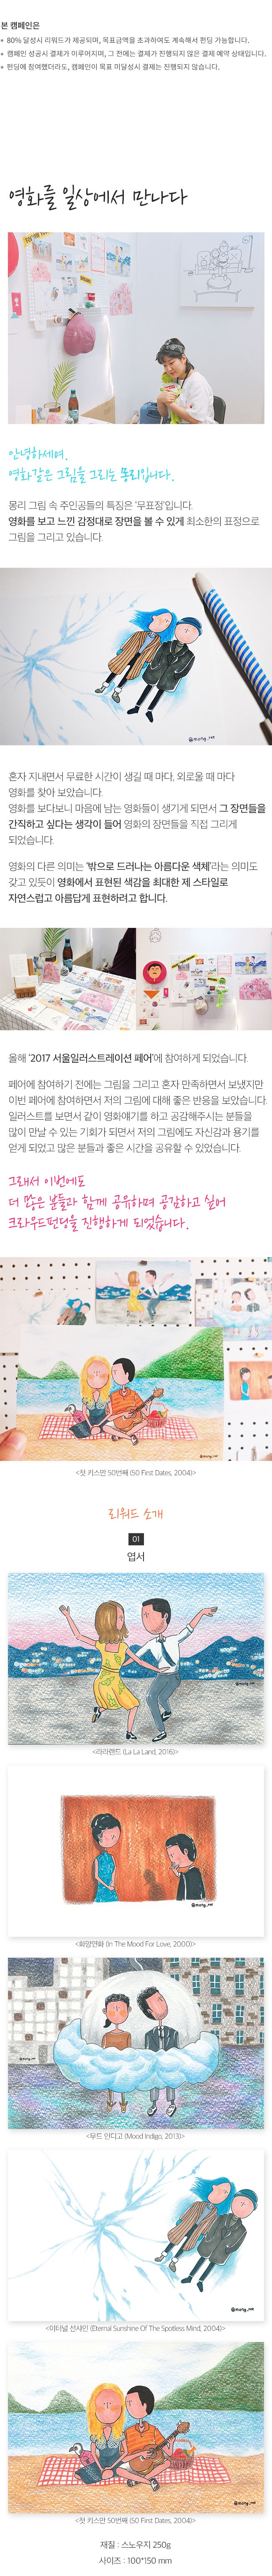 본 캠페인은
+ 80% 달성시 리워드가 제공되며, 목표금액을 초과하여도 계속해서 펀딩 가능합니다.
+ 캠페인 성공시 결제가 이루어지며, 그 전에는 결제가 진행되지 않은 결제 예약 상태입니다.
+ 펀딩에 참여했더라도, 캠페인이 목표 미달성시 결제는 진행되지 않습니다.
영화를 일상에서 만나다
안녕하세여.
영화같은 그림을 그리는 몽리입니다.
몽리 그림 속 주인공들의 특징은 '무표정'입니다.
영화를 보고 느낀 감정대로 장면을 볼 수 있게 최소한의 표정으로
그림을 그리고 있습니다.
@mong_ree
혼자 지내면서 무료한 시간이 생길 때 마다, 외로울 때 마다
영화를 찾아 보았습니다.
영화를 보다보니 마음에 남는 영화들이 생기게 되면서 그 장면들을
간직하고 싶다는 생각이 들어 영화의 장면들을 직접 그리게
되었습니다.
영화의 다른 의미는 '밖으로 드러나는 아름다운 색채'라는 의미도
갖고 있듯이 영화에서 표현된 색감을 최대한 제 스타일로
자연스럽고 아름답게 표현하려고 합니다.
올해 '2017 서울일러스트레이션 페어'에 참여하게 되었습니다.
페어에 참여하기 전에는 그림을 그리고 혼자 만족하면서 보냈지만
이번 페어에 참여하면서 저의 그림에 대해 좋은 반응을 보았습니다.
일러스트를 보면서 같이 영화얘기를 하고 공감해주시는 분들을
많이 만날 수 있는 기회가 되면서 저의 그림에도 자신감과 용기를
얻게 되었고 많은 분들과 좋은 시간을 공유할 수 있었습니다.
그래서 이번에도
더 많은 분들과 함께 공유하며 공감하고 싶어
크라우드펀딩을 진행하게 되었습니다.
<첫 키스만 50번째 (50 First Dates, 2004)>
리워드 소개
01
엽서
<라라랜드 (La La Land, 2016)>
<화양연화 (In The Mood For Love, 2000)>
<무드 인디고 (Mood Indigo, 2013)>
<이터널 선샤인 (Eternal Sunshine Of The Spotless Mind, 2004)>
<첫 키스만 50번째 (50 First Dates, 2004)>
재질 : 스노우지 250g
사이즈 : 100*150 mm